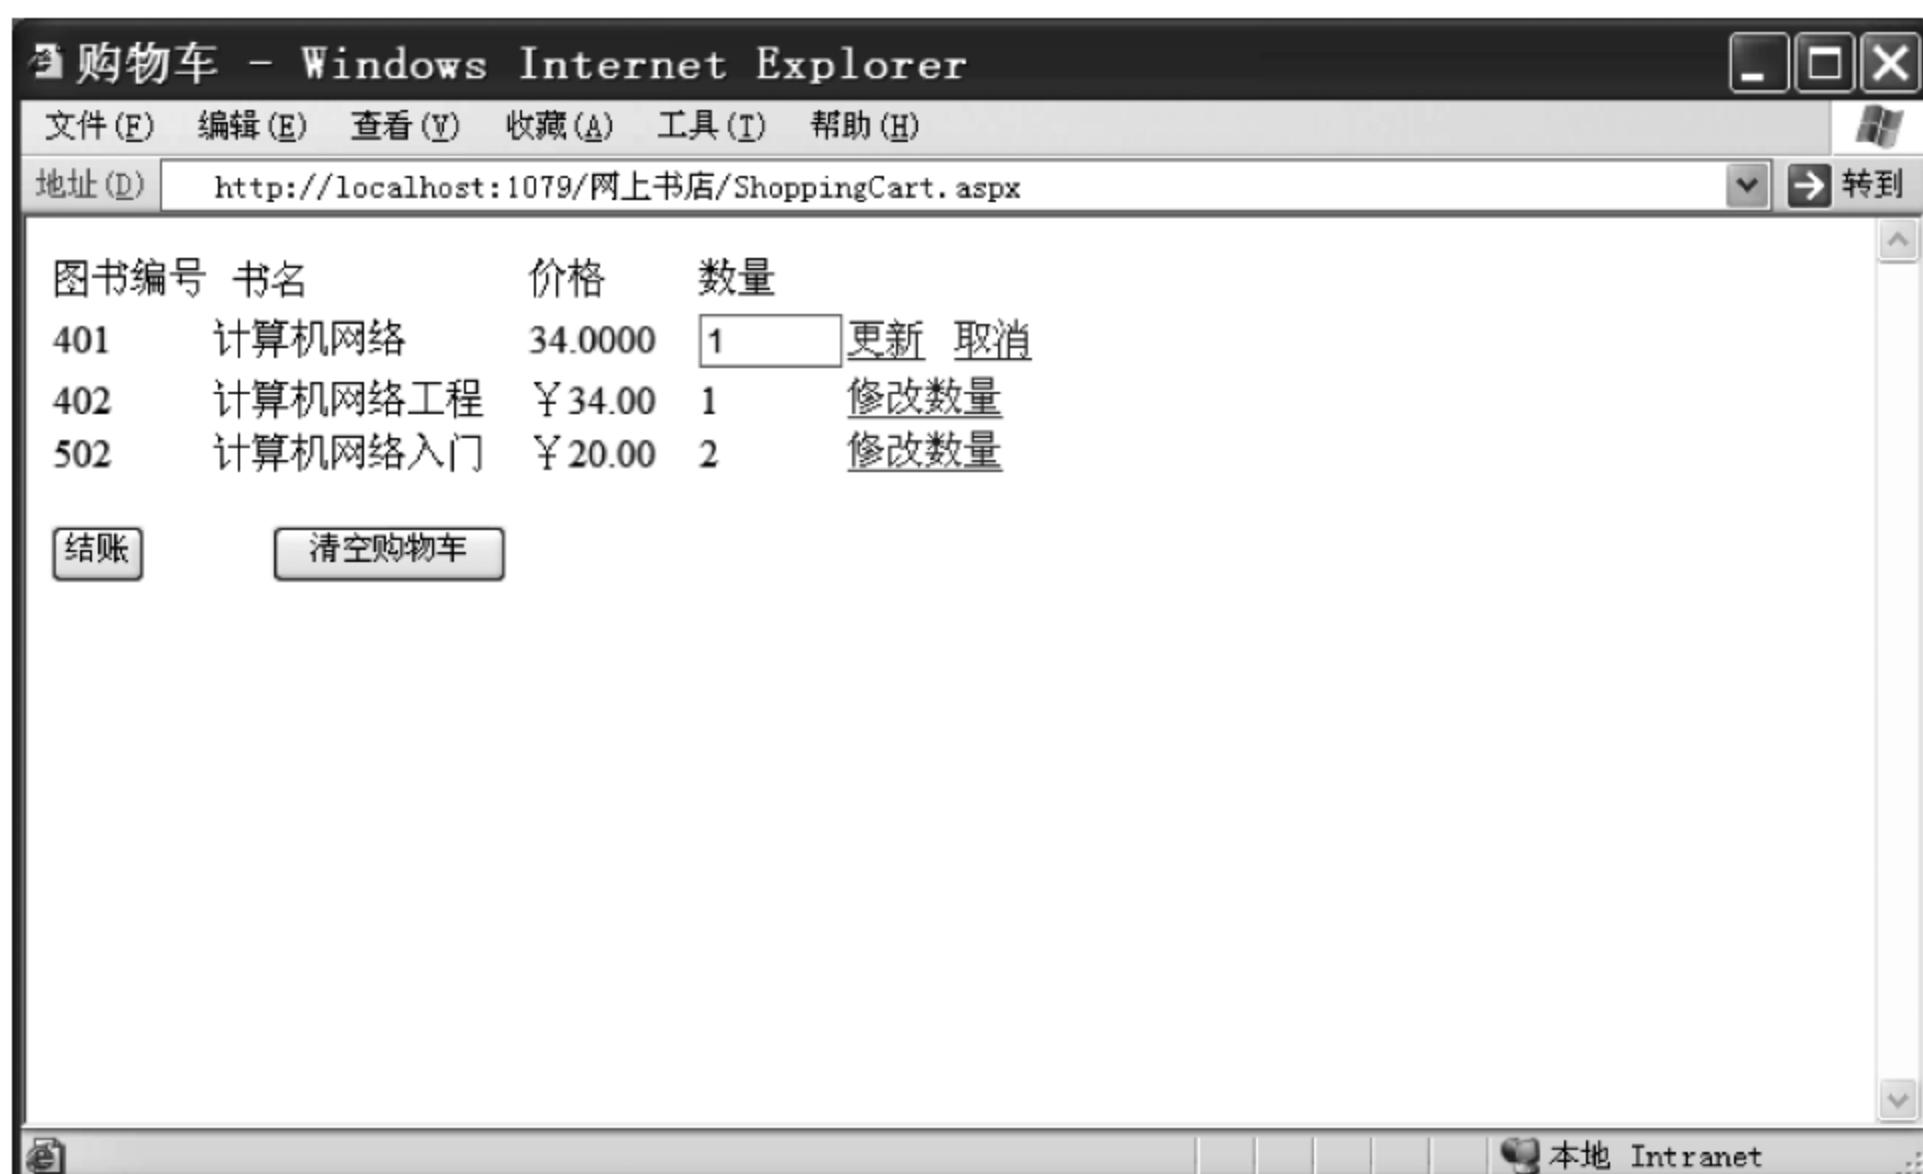 购物车 - Windows Internet Explorer
文件(F) 编辑(E) 查看(V) 收藏(A) 工具(T) 帮助(H)
地址(D) http://localhost:1079/网上书店/ShoppingCart.aspx 转到
图书编号 书名 价格 数量
401 计算机网络 34.0000 1 更新 取消
402 计算机网络工程 ￥34.00 1 修改数量
502 计算机网络入门 ￥20.00 2 修改数量
结账 清空购物车
本地 Intranet